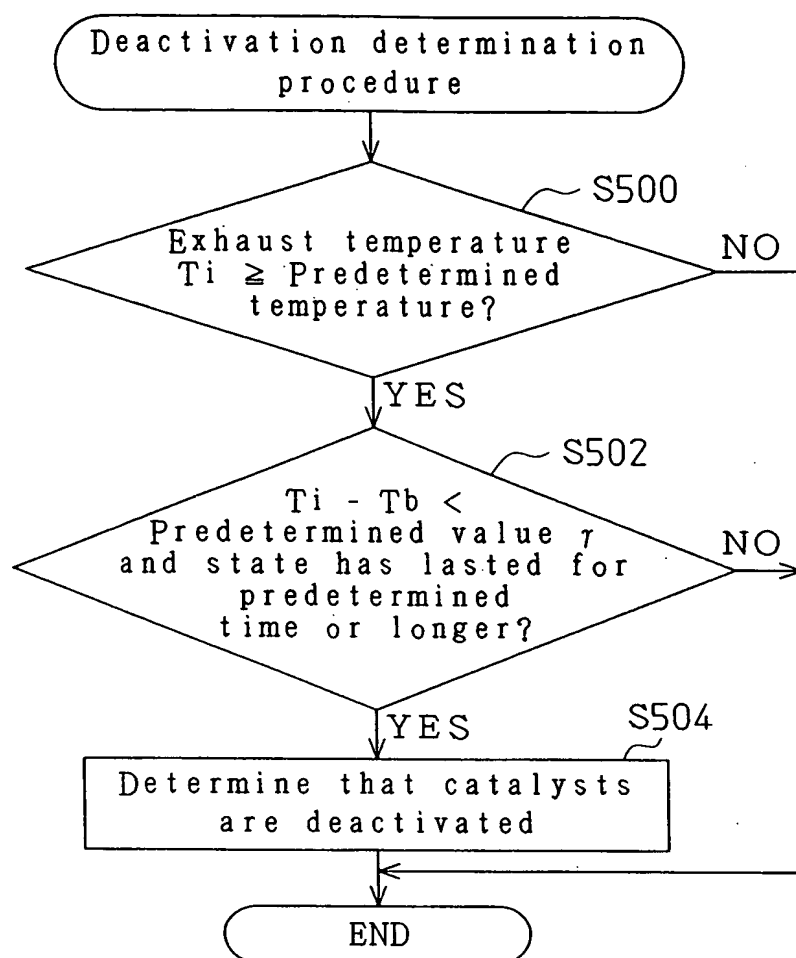 Deactivation determination
procedure
S500
Exhaust temperature
Ti ≧ Predetermined
temperature?
NO
YES
S502
Ti - Tb <
Predetermined value γ
and state has lasted for
predetermined
time or longer?
NO
YES
S504
Determine that catalysts
are deactivated
END